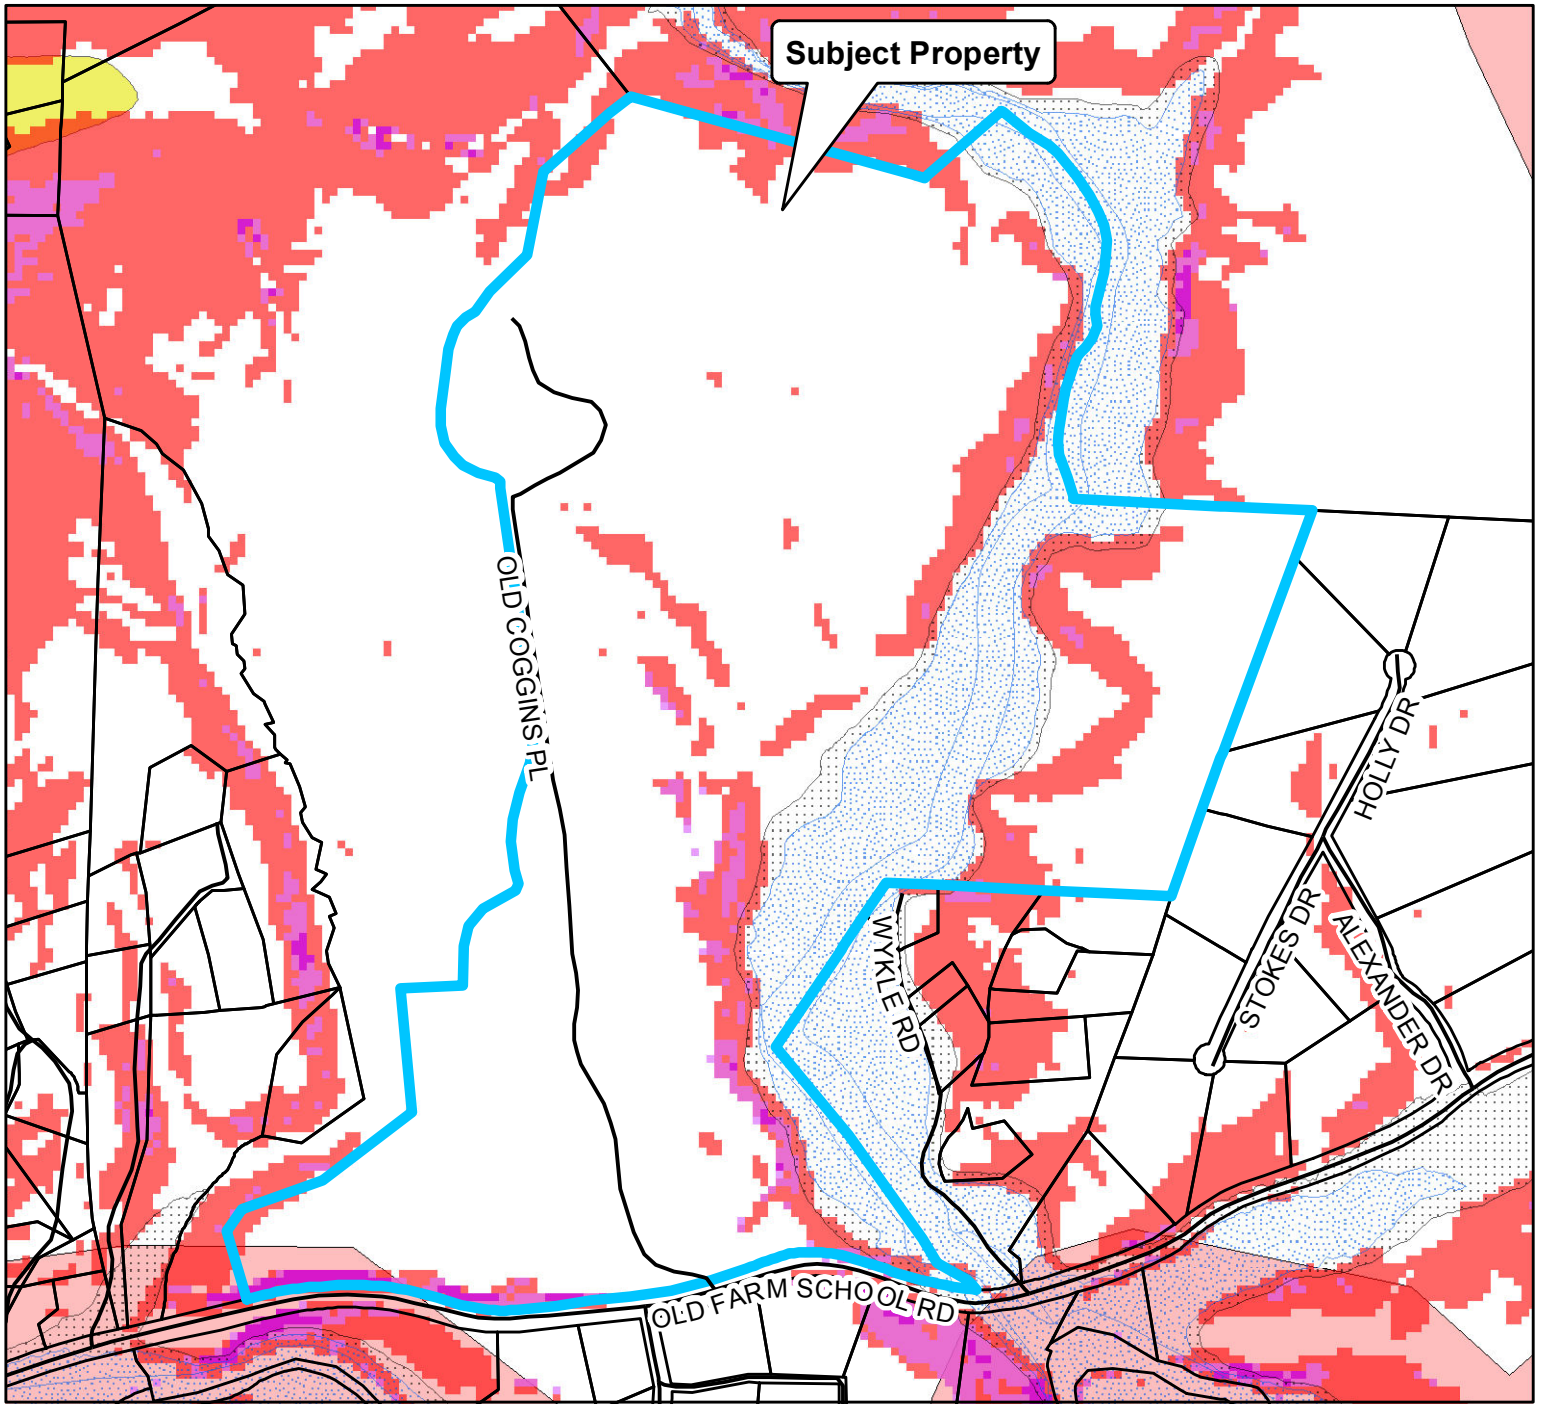 Subject Property
OLD COGGINS PL
HOLLY DR
STOKES DR
ALEXANDER DR
WYKLE RD
OLD FARM SCHOOL RD